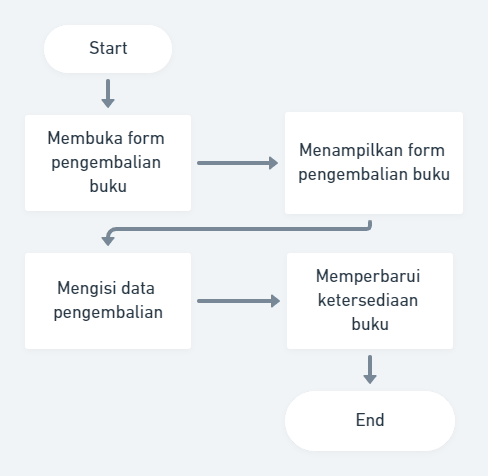 Start
Membuka form
pengembalian
buku
Menampilkan form
pengembalian buku
Mengisi data
pengembalian
Memperbarui
ketersediaan
buku
End